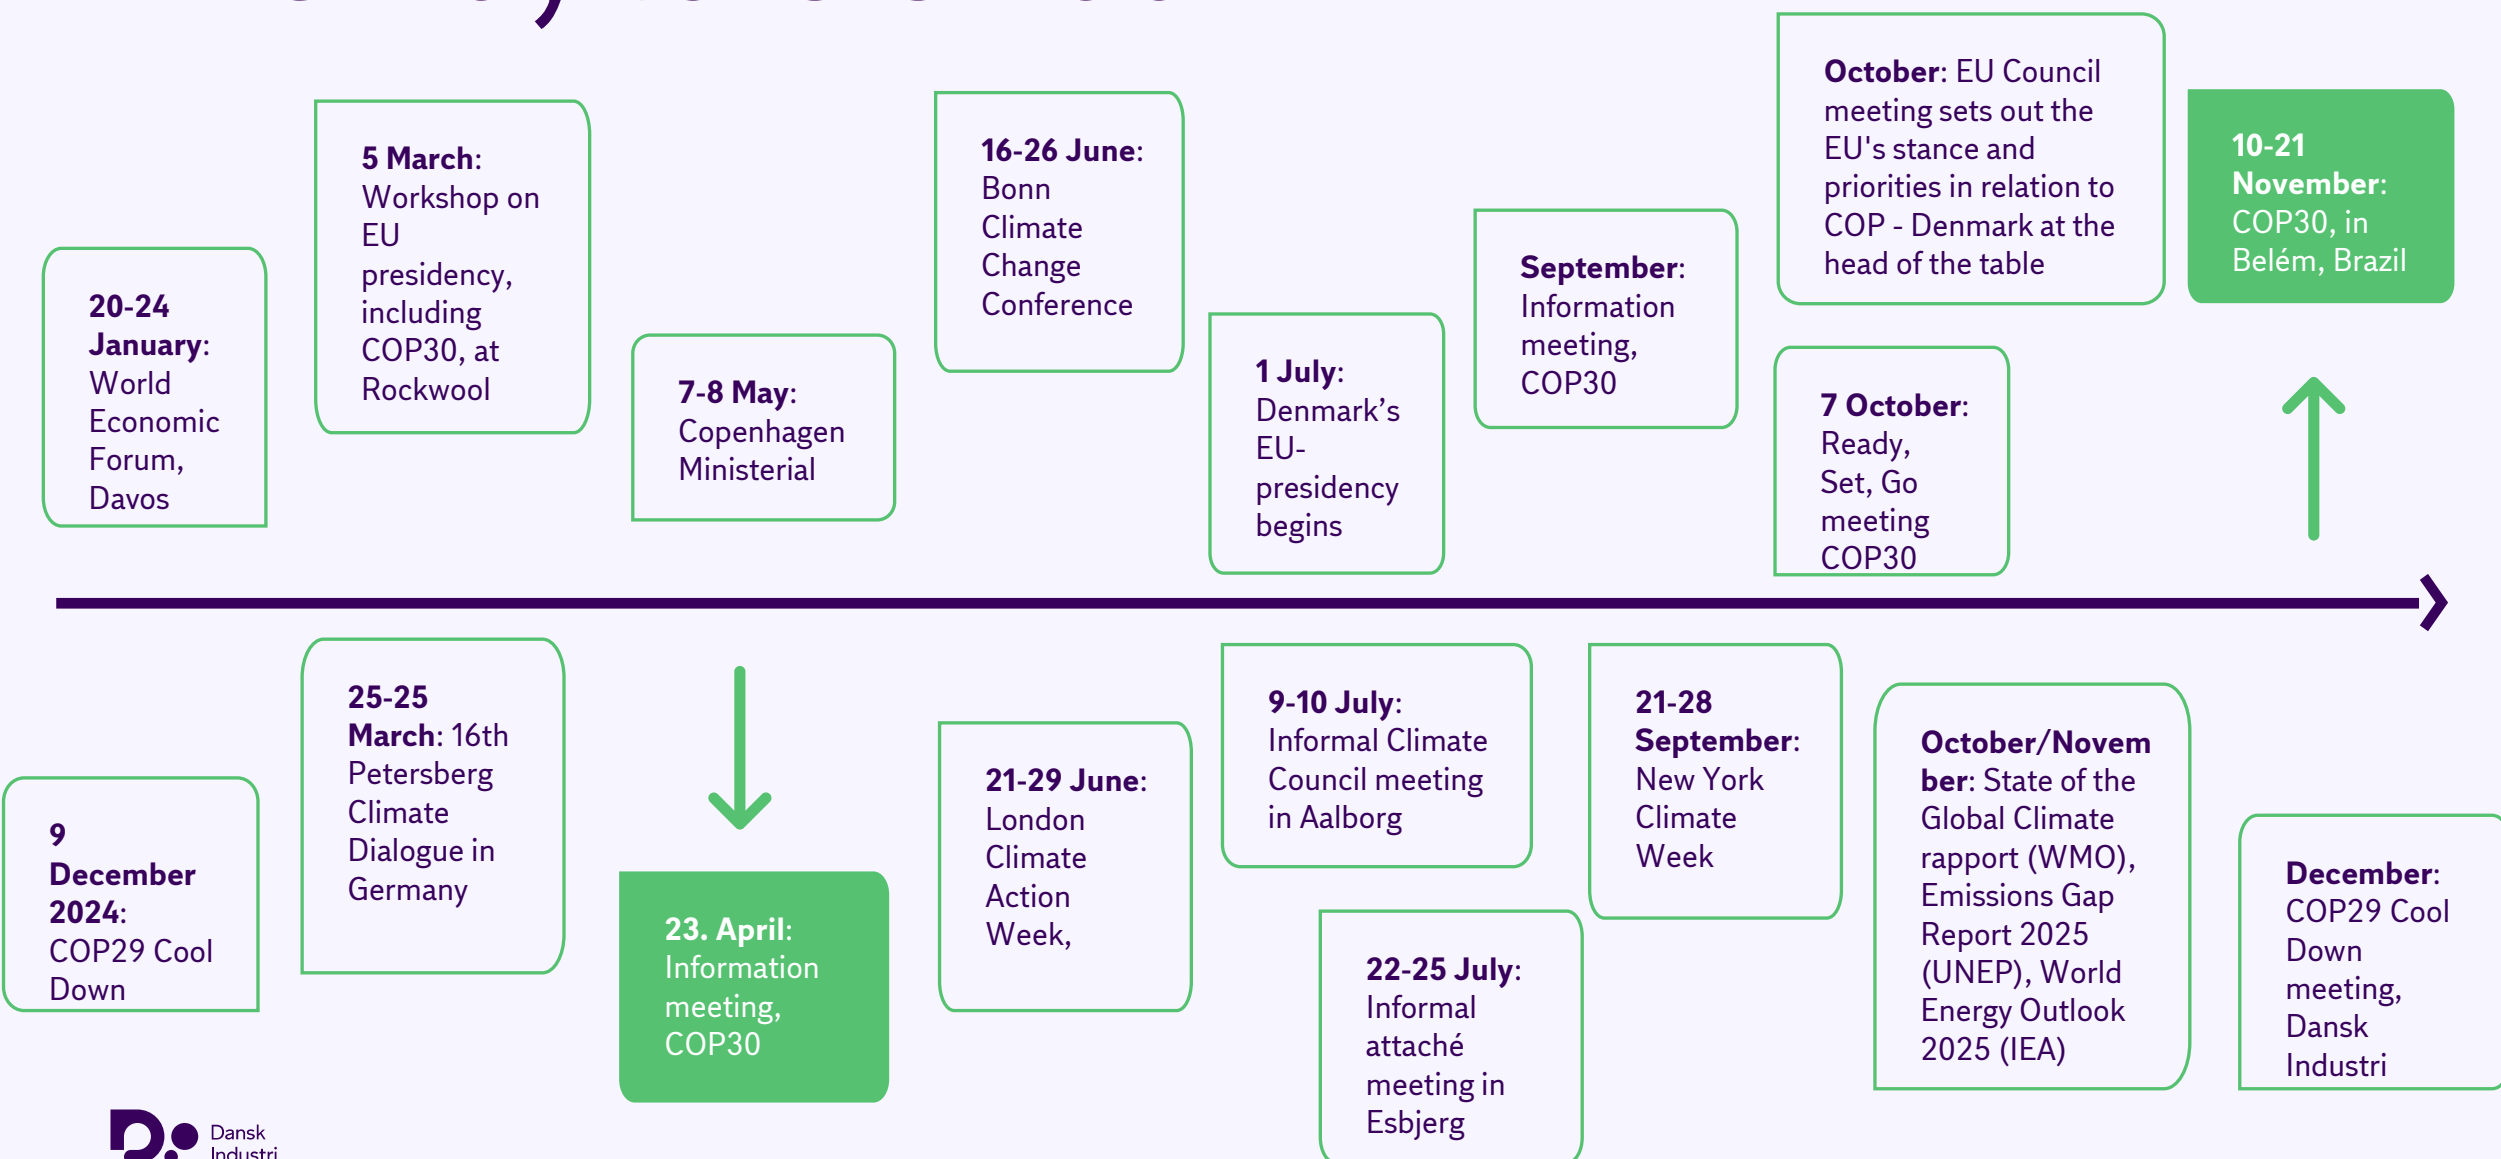 20-24
January:
World
Economic
Forum,
Davos
5 March:
Workshop on
EU
presidency,
including
COP30, at
Rockwool
7-8 May:
Copenhagen
Ministerial
16-26 June:
Bonn
Climate
Change
Conference
1 July:
Denmark’s
EU-
presidency
begins
September:
Information
meeting,
COP30
October: EU Council
meeting sets out the
EU's stance and
priorities in relation to
COP - Denmark at the
head of the table
7 October:
Ready,
Set, Go
meeting
COP30
10-21
November:
COP30, in
Belém, Brazil
9
December
2024:
COP29 Cool
Down
25-25
March: 16th
Petersberg
Climate
Dialogue in
Germany
23. April:
Information
meeting,
COP30
21-29 June:
London
Climate
Action
Week,
9-10 July:
Informal Climate
Council meeting
in Aalborg
22-25 July:
Informal
attaché
meeting in
Esbjerg
21-28
September:
New York
Climate
Week
October/Novem
ber: State of the
Global Climate
rapport (WMO),
Emissions Gap
Report 2025
(UNEP), World
Energy Outlook
2025 (IEA)
December:
COP29 Cool
Down
meeting,
Dansk
Industri
Dansk
Industri